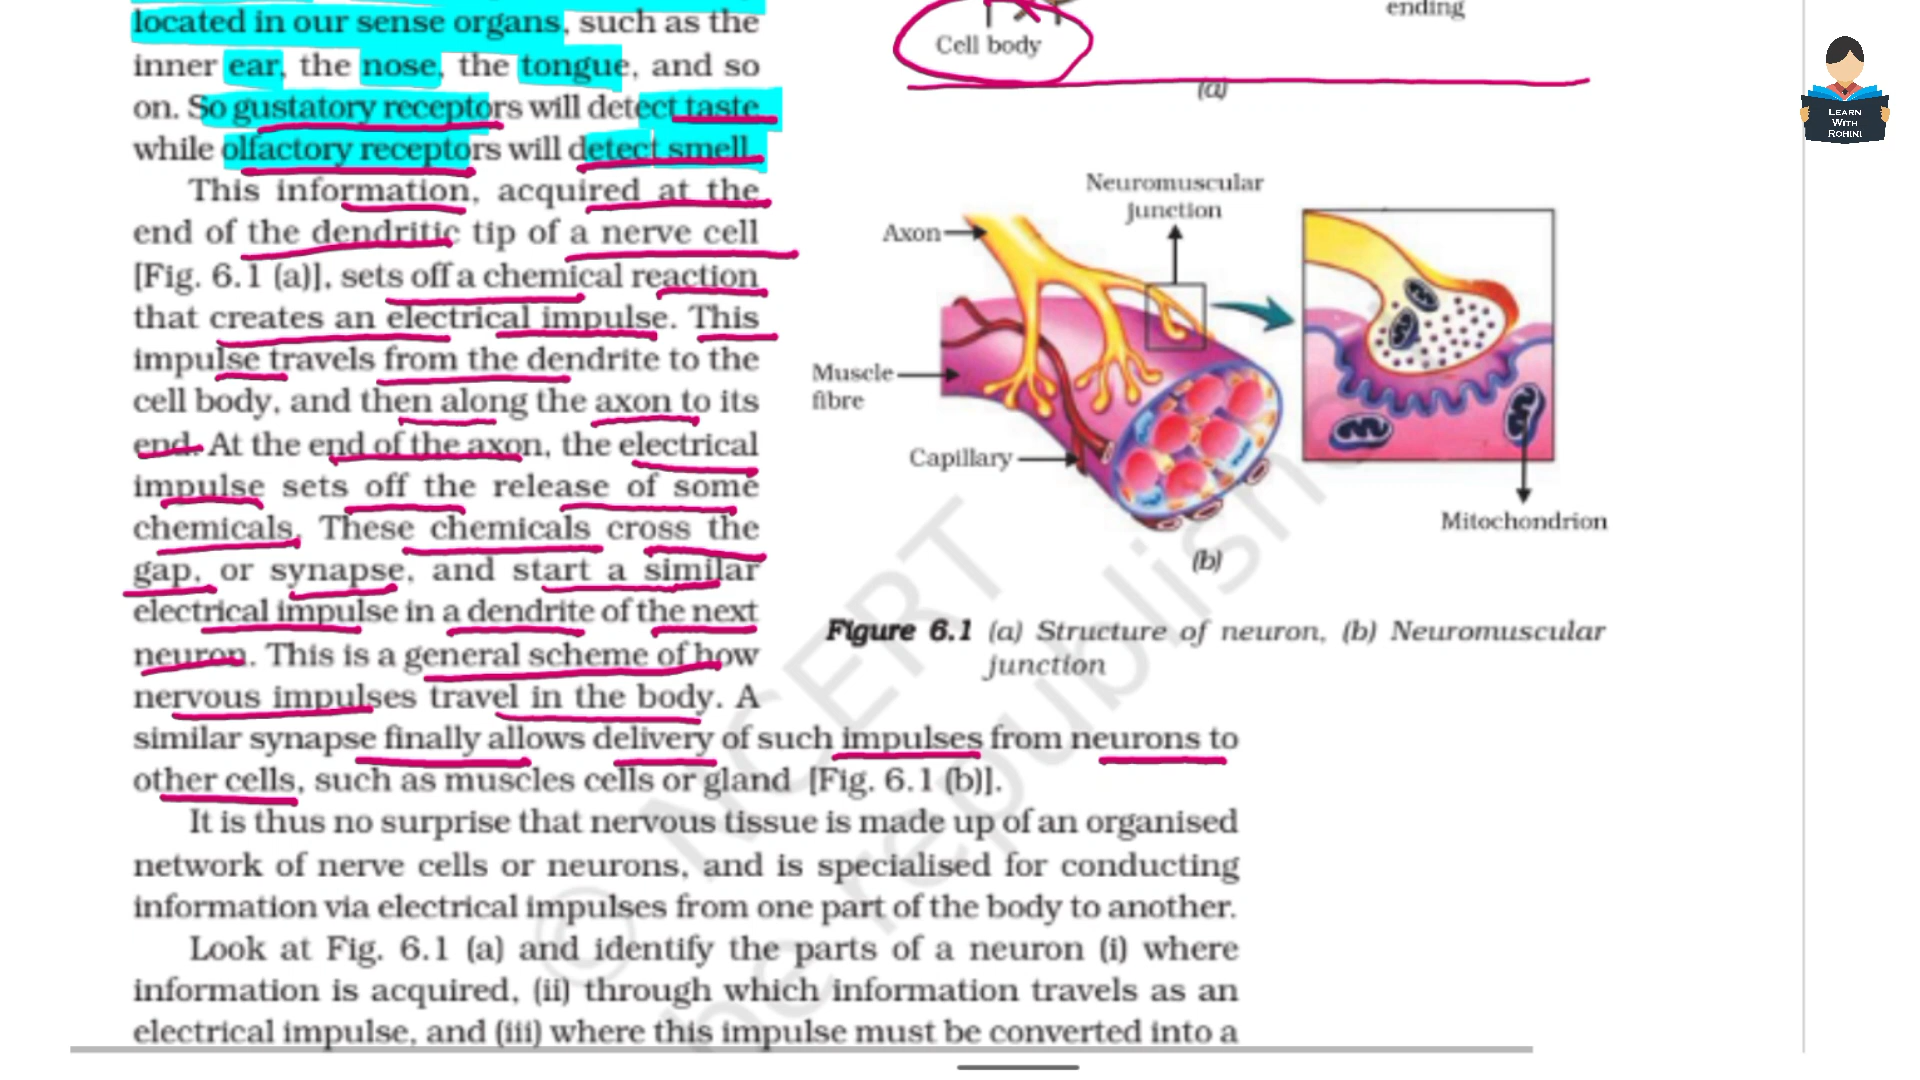 located in our sense organs, such as the
inner ear, the nose, the tongue, and so
on. So gustatory receptors will detect taste
while olfactory receptors will detect smell.
This information, acquired at the
end of the dendritic tip of a nerve cell
[Fig. 6.1 (a)], sets off a chemical reaction
that creates an electrical impulse. This
impulse travels from the dendrite to the
cell body, and then along the axon to its
end. At the end of the axon, the electrical
impulse sets off the release of some
chemicals. These chemicals cross the
gap, or synapse, and start a similar
electrical impulse in a dendrite of the next
neuron. This is a general scheme of how
nervous impulses travel in the body. A
similar synapse finally allows delivery of such impulses from neurons to
other cells, such as muscles cells or gland [Fig. 6.1 (b)].
It is thus no surprise that nervous tissue is made up of an organised
network of nerve cells or neurons, and is specialised for conducting
information via electrical impulses from one part of the body to another.
Look at Fig. 6.1 (a) and identify the parts of a neuron (i) where
information is acquired, (ii) through which information travels as an
electrical impulse, and (iii) where this impulse must be converted into a
ending
Cell body
(a)
Neuromuscular
junction
Axon
Muscle
fibre
Capillary
Mitochondrion
(b)
Figure 6.1 (a) Structure of neuron, (b) Neuromuscular
junction
© NCERT
be republished
LEARN
WITH
ROHINI